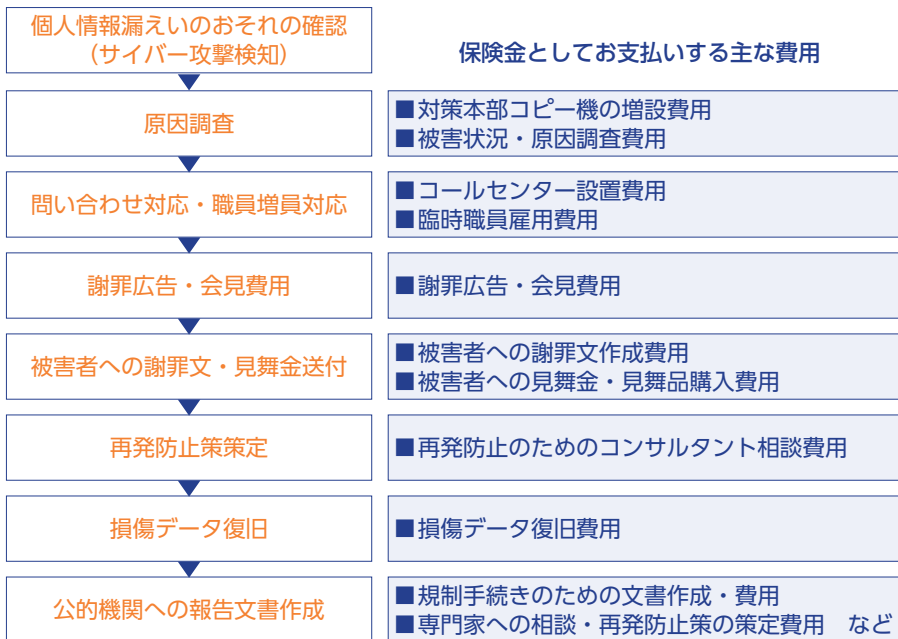 個人情報漏えいのおそれの確認
（サイバー攻撃検知）
保険金としてお支払いする主な費用
原因調査
■対策本部コピー機の増設費用
■被害状況・原因調査費用
問い合わせ対応・職員増員対応
■コールセンター設置費用
■臨時職員雇用費用
謝罪広告・会見費用
■謝罪広告・会見費用
被害者への謝罪文・見舞金送付
■被害者への謝罪文作成費用
■被害者への見舞金・見舞品購入費用
再発防止策策定
■再発防止のためのコンサルタント相談費用
損傷データ復旧
■損傷データ復旧費用
公的機関への報告文書作成
■規制手続きのための文書作成・費用
■専門家への相談・再発防止策の策定費用　など